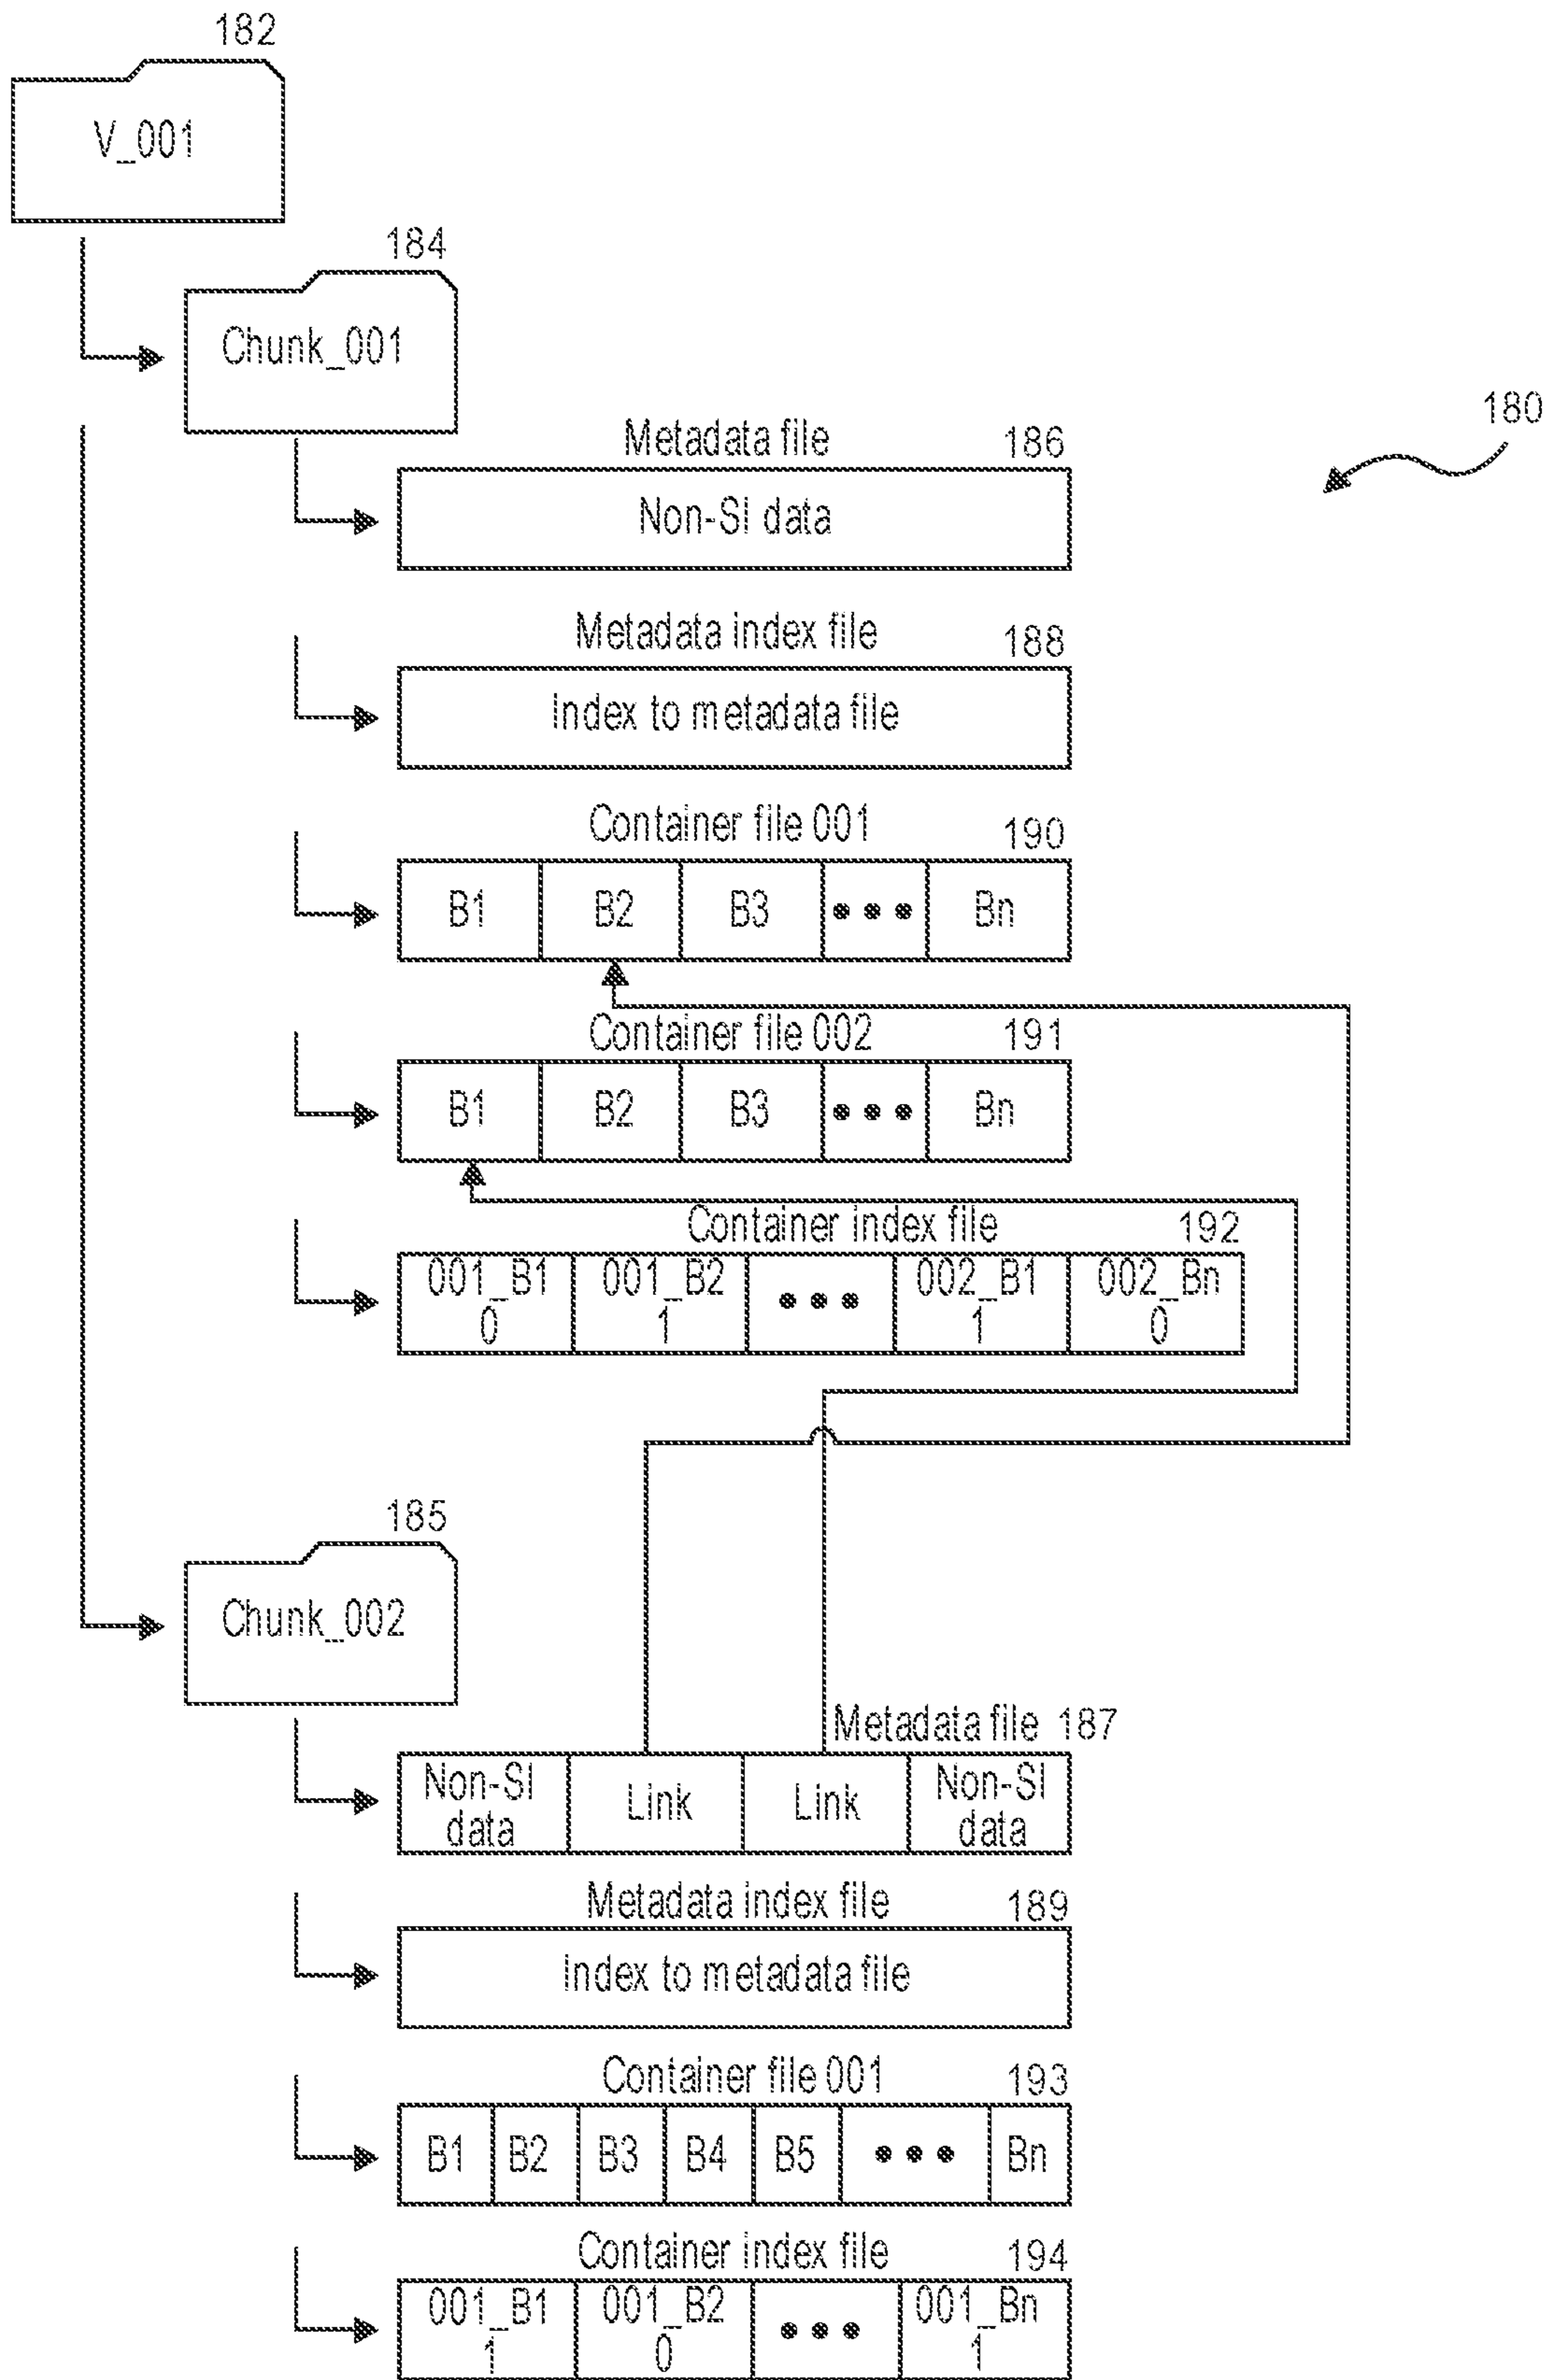 182
V_001
184
Chunk_001
180
Metadata file 186
Non-SI data
Metadata index file 188
Index to metadata file
Container file 001 190
B1 B2 B3 ••• Bn
Container file 002 191
B1 B2 B3 ••• Bn
Container index file 192
001_B1 001_B2 ••• 002_B1 002_Bn
0 1 1 0
185
Chunk_002
Metadata file 187
Non-SI Link Link Non-SI
data data
Metadata index file 189
Index to metadata file
Container file 001 193
B1 B2 B3 B4 B5 ••• Bn
Container index file 194
001_B1 001_B2 ••• 001_Bn
1 0 1